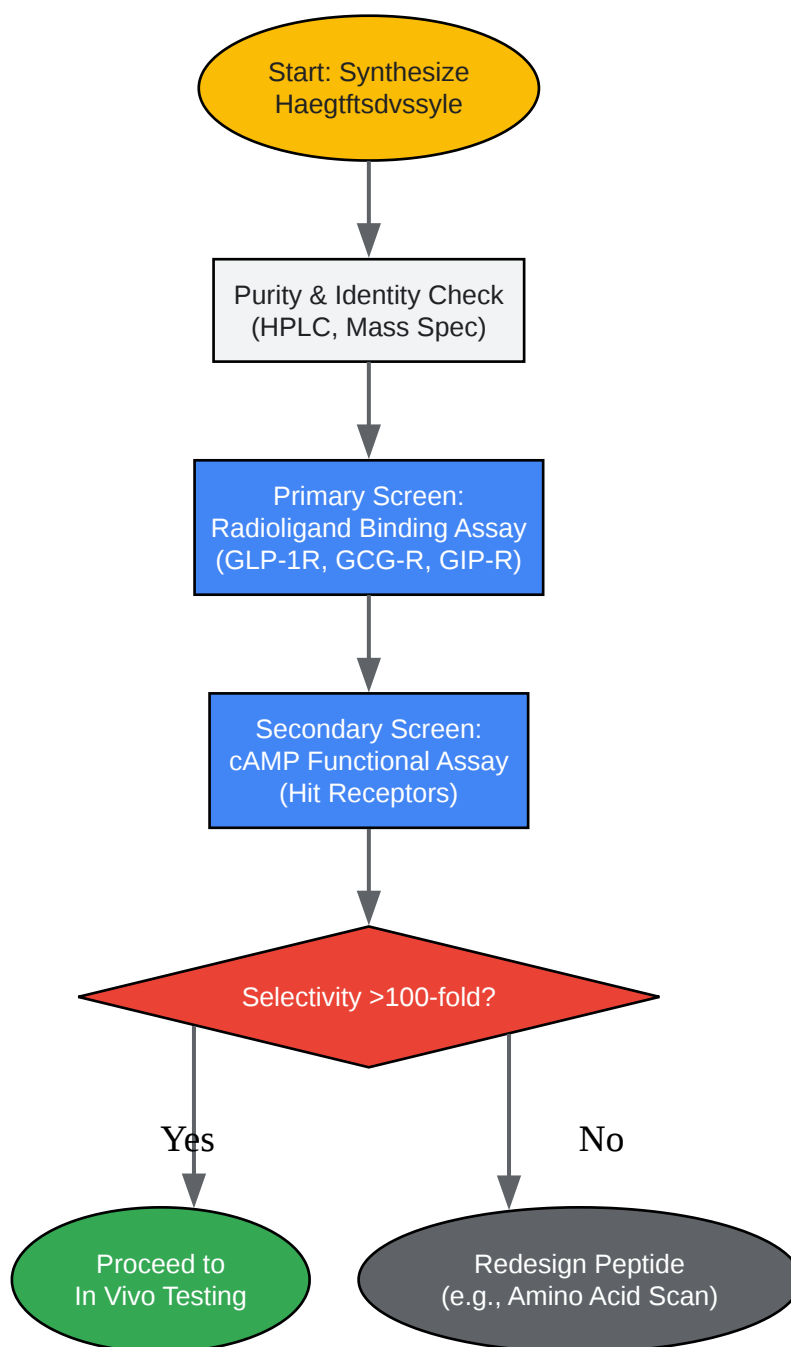 Start: Synthesize
Haegtftsdvssyle
Purity & Identity Check
(HPLC, Mass Spec)
Primary Screen:
Radioligand Binding Assay
(GLP-1R, GCG-R, GIP-R)
Secondary Screen:
cAMP Functional Assay
(Hit Receptors)
Selectivity >100-fold?
Yes
No
Proceed to
In Vivo Testing
Redesign Peptide
(e.g., Amino Acid Scan)